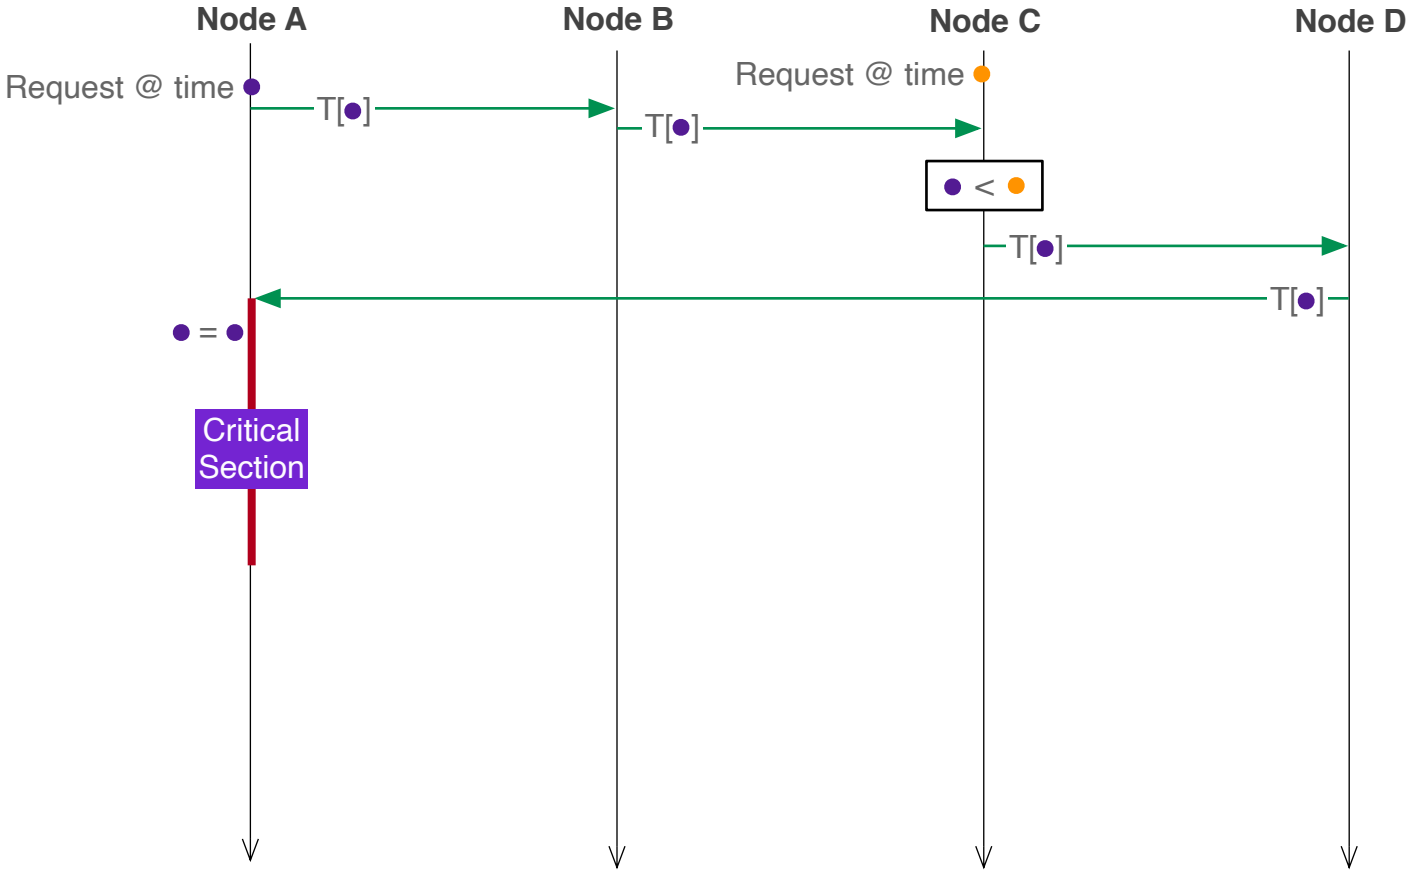 Node A
Node B
Node C
Node D
Request @ time
Request @ time
T[●]
T[●]
● < ●
T[●]
T[●]
● = ●
Critical
Section